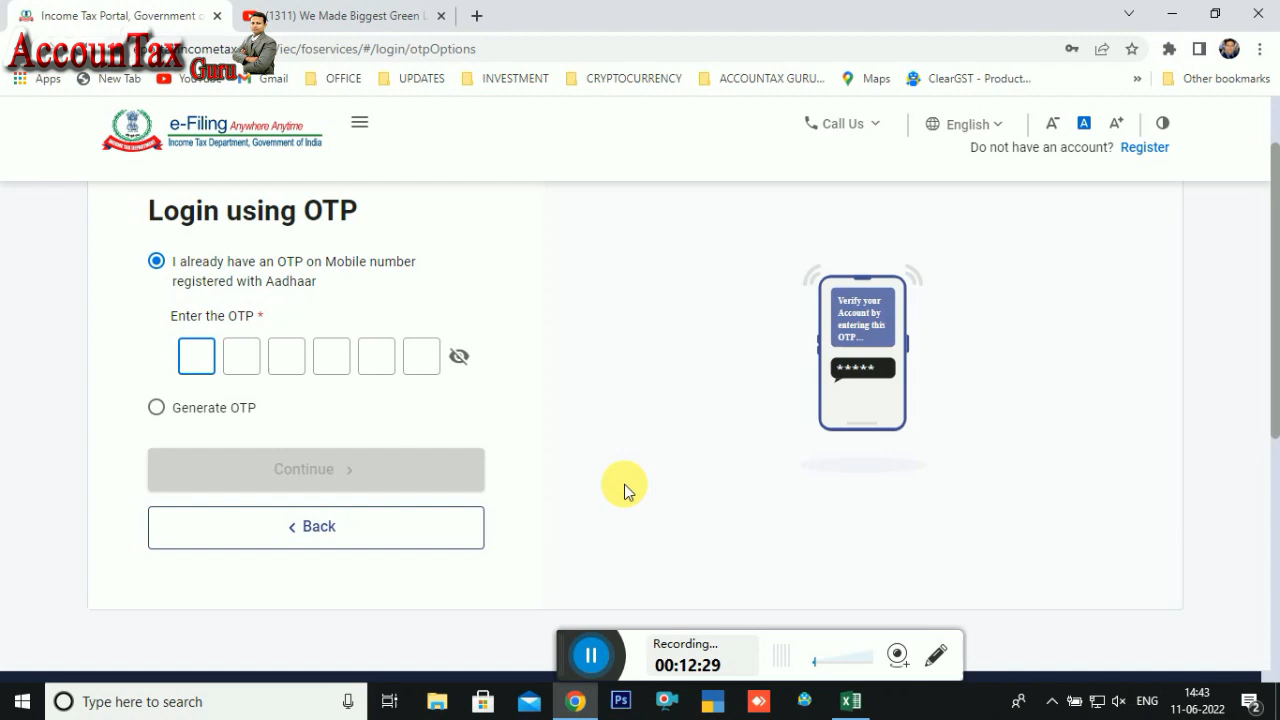 Income Tax Portal, Government o
(1311) We Made Biggest Green L
AccounTax
Guru
incometax
/iec/foservices/#/login/otpOptions
Apps
New Tab
YouTube
Gmail
OFFICE
UPDATES
INVESTMENT
CRYPTOCURRENCY
ACCOUNTAX GURU...
Maps
ClearGST - Product...
»
Other bookmarks
e-Filing Anywhere Anytime
Income Tax Department, Government of India
Call Us
English
A-
A
A+
Do not have an account? Register
Login using OTP
I already have an OTP on Mobile number
registered with Aadhaar
Enter the OTP *
Generate OTP
Continue >
< Back
Verify your
Account by
entering this
OTP...
*****
Recording...
00:12:29
Type here to search
Ps
ENG
14:43
11-06-2022
2